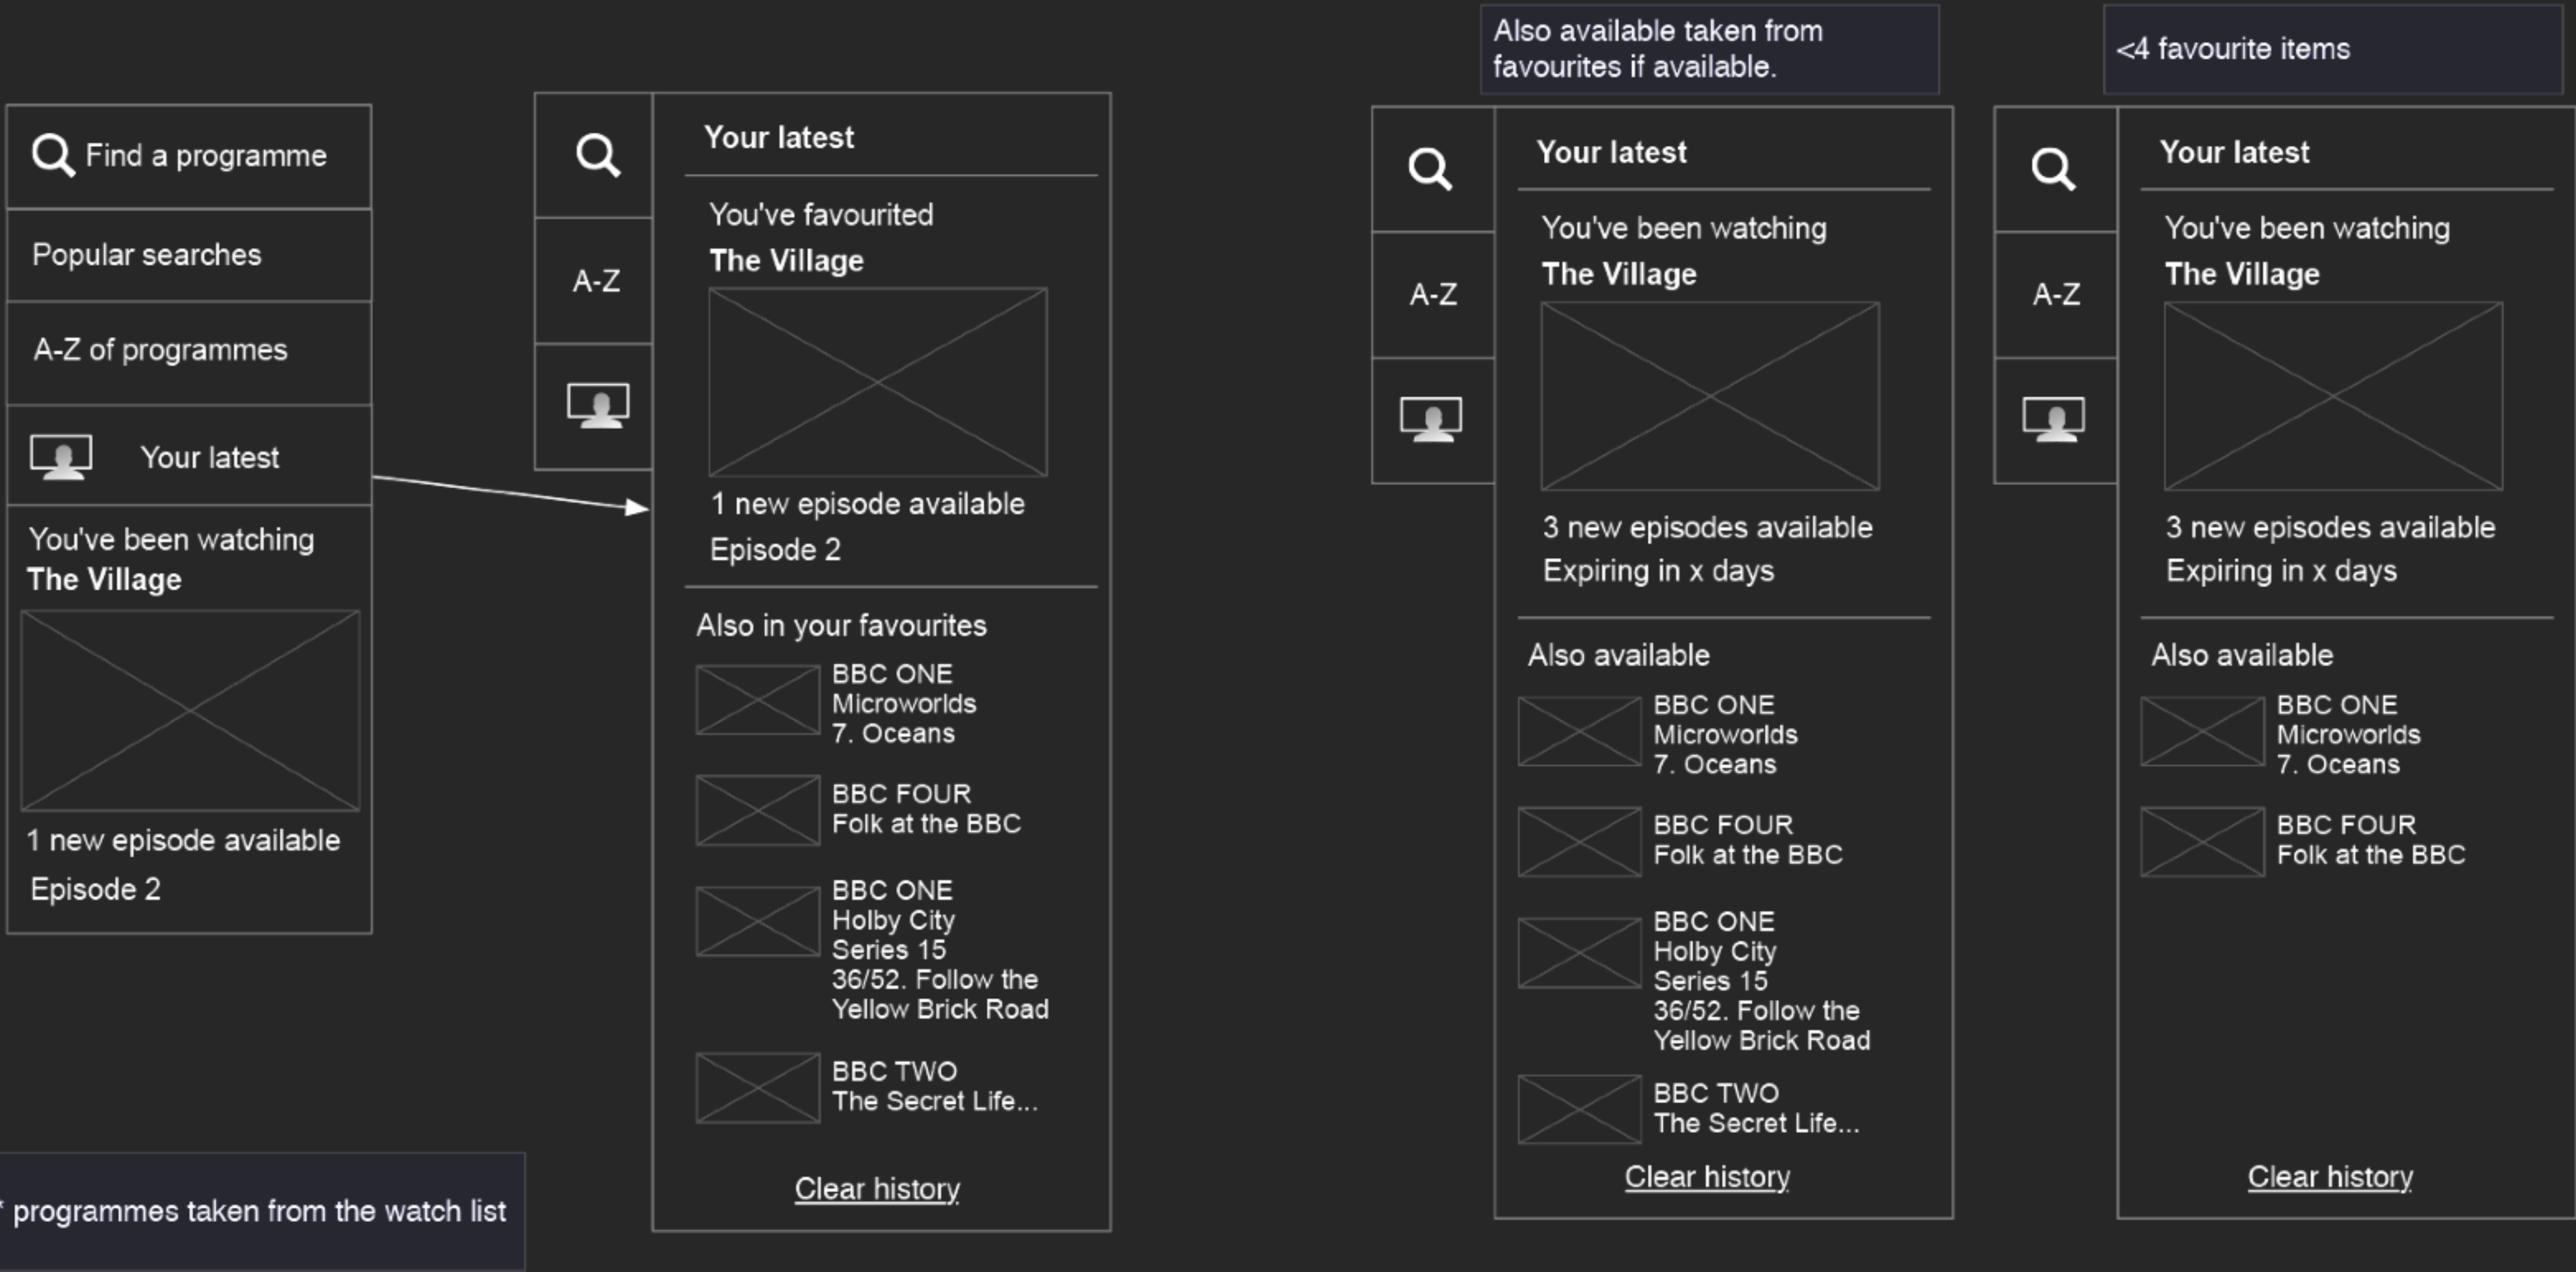 Find a programme
Popular searches
A-Z of programmes
Your latest
You've been watching
The Village
1 new episode available
Episode 2
* programmes taken from the watch list
A-Z
Your latest
You've favourited
The Village
1 new episode available
Episode 2
Also in your favourites
BBC ONE
Microworlds
7. Oceans
BBC FOUR
Folk at the BBC
BBC ONE
Holby City
Series 15
36/52. Follow the
Yellow Brick Road
BBC TWO
The Secret Life...
Clear history
Also available taken from
favourites if available.
A-Z
Your latest
You've been watching
The Village
3 new episodes available
Expiring in x days
Also available
BBC ONE
Microworlds
7. Oceans
BBC FOUR
Folk at the BBC
BBC ONE
Holby City
Series 15
36/52. Follow the
Yellow Brick Road
BBC TWO
The Secret Life...
Clear history
<4 favourite items
A-Z
Your latest
You've been watching
The Village
3 new episodes available
Expiring in x days
Also available
BBC ONE
Microworlds
7. Oceans
BBC FOUR
Folk at the BBC
Clear history